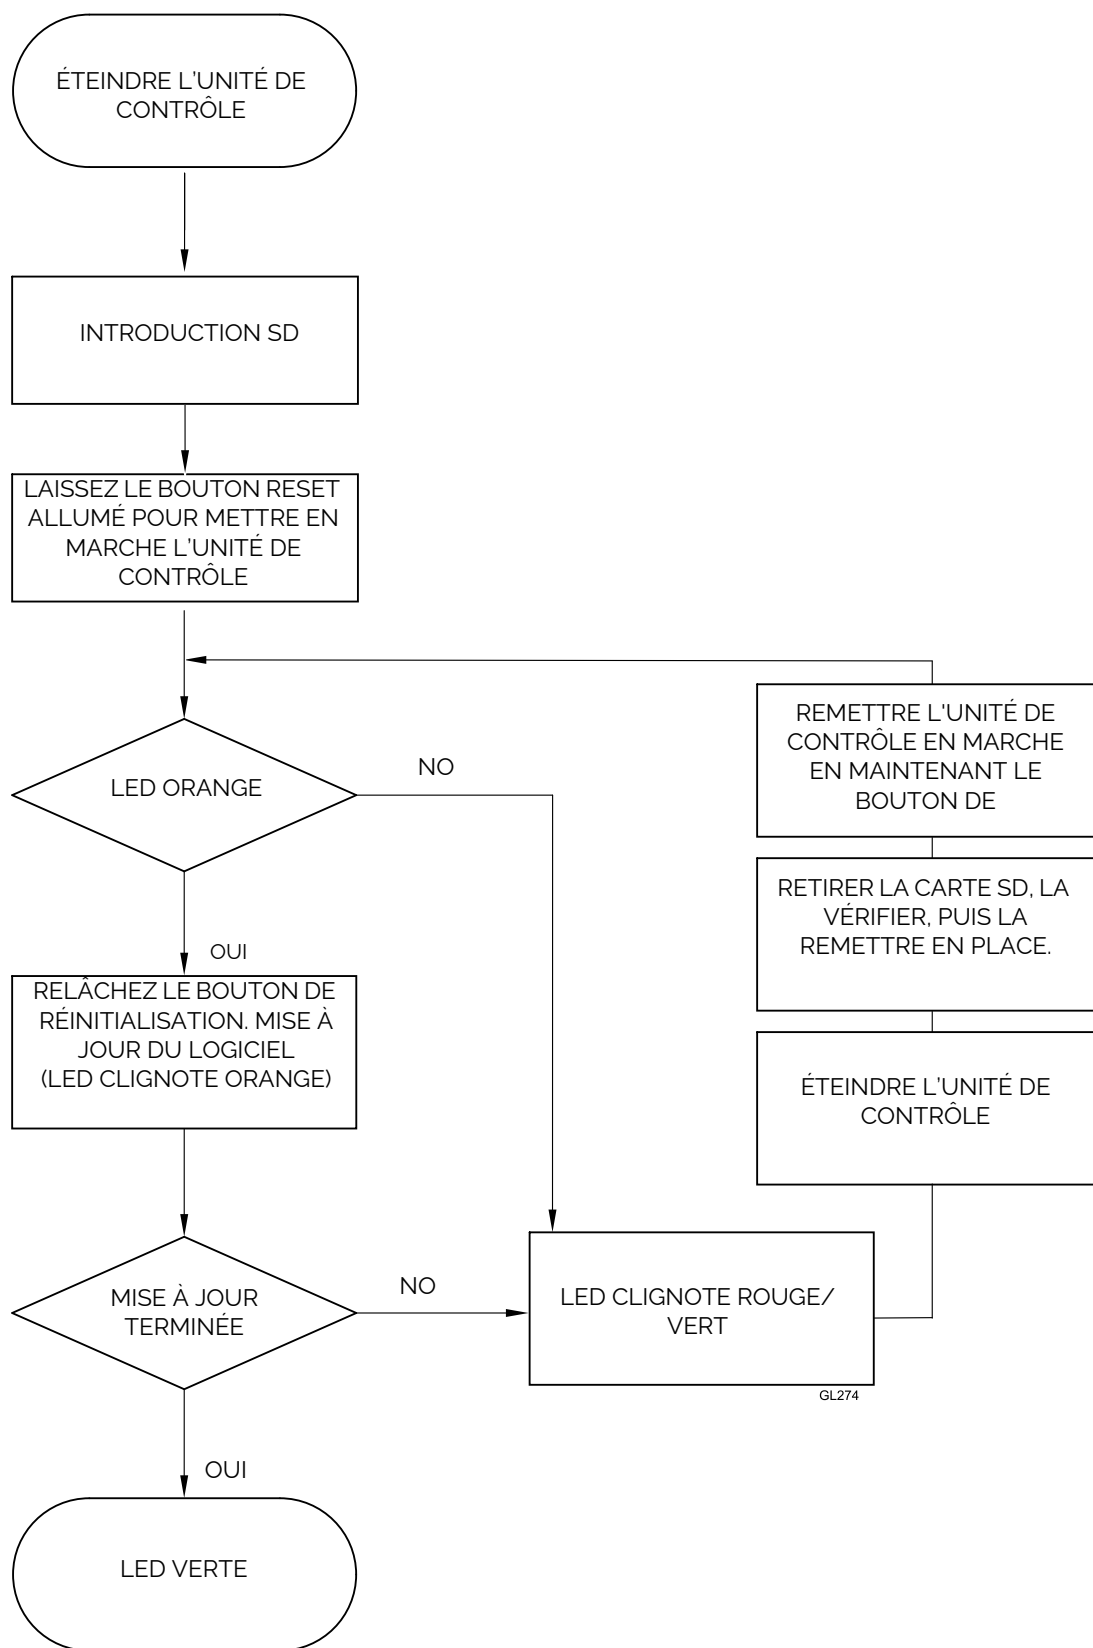 ÉTEINDRE L'UNITÉ DE
CONTRÔLE
INTRODUCTION SD
LAISSEZ LE BOUTON RESET
ALLUMÉ POUR METTRE EN
MARCHE L'UNITÉ DE
CONTRÔLE
LED ORANGE
NO
OUI
RELÂCHEZ LE BOUTON DE
RÉINITIALISATION. MISE À
JOUR DU LOGICIEL
(LED CLIGNOTE ORANGE)
MISE À JOUR
TERMINÉE
NO
OUI
LED VERTE
LED CLIGNOTE ROUGE/
VERT
GL274
ÉTEINDRE L'UNITÉ DE
CONTRÔLE
RETIRER LA CARTE SD, LA
VÉRIFIER, PUIS LA
REMETTRE EN PLACE.
REMETTRE L'UNITÉ DE
CONTRÔLE EN MARCHE
EN MAINTENANT LE
BOUTON DE